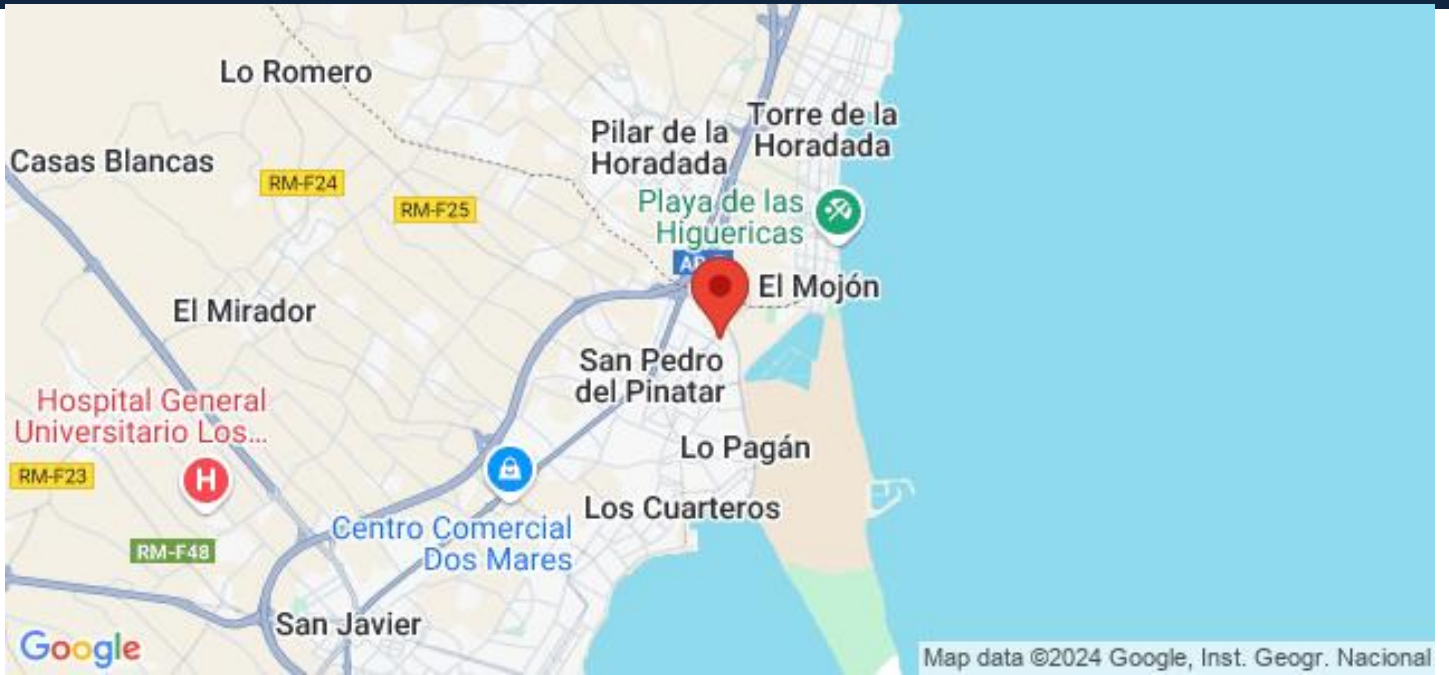 Lo Romero
Pilar de la
Horadada
Torre de la
Horadada
Casas Blancas
RM-F24
RM-F25
Playa de las
Higuericas
El Mojón
El Mirador
San Pedro
del Pinatar
Hospital General
Universitario Los...
RM-F23
Lo Pagán
Los Cuarteros
Centro Comercial
Dos Mares
RM-F48
San Javier
Google
Map data ©2024 Google, Inst. Geogr. Nacional